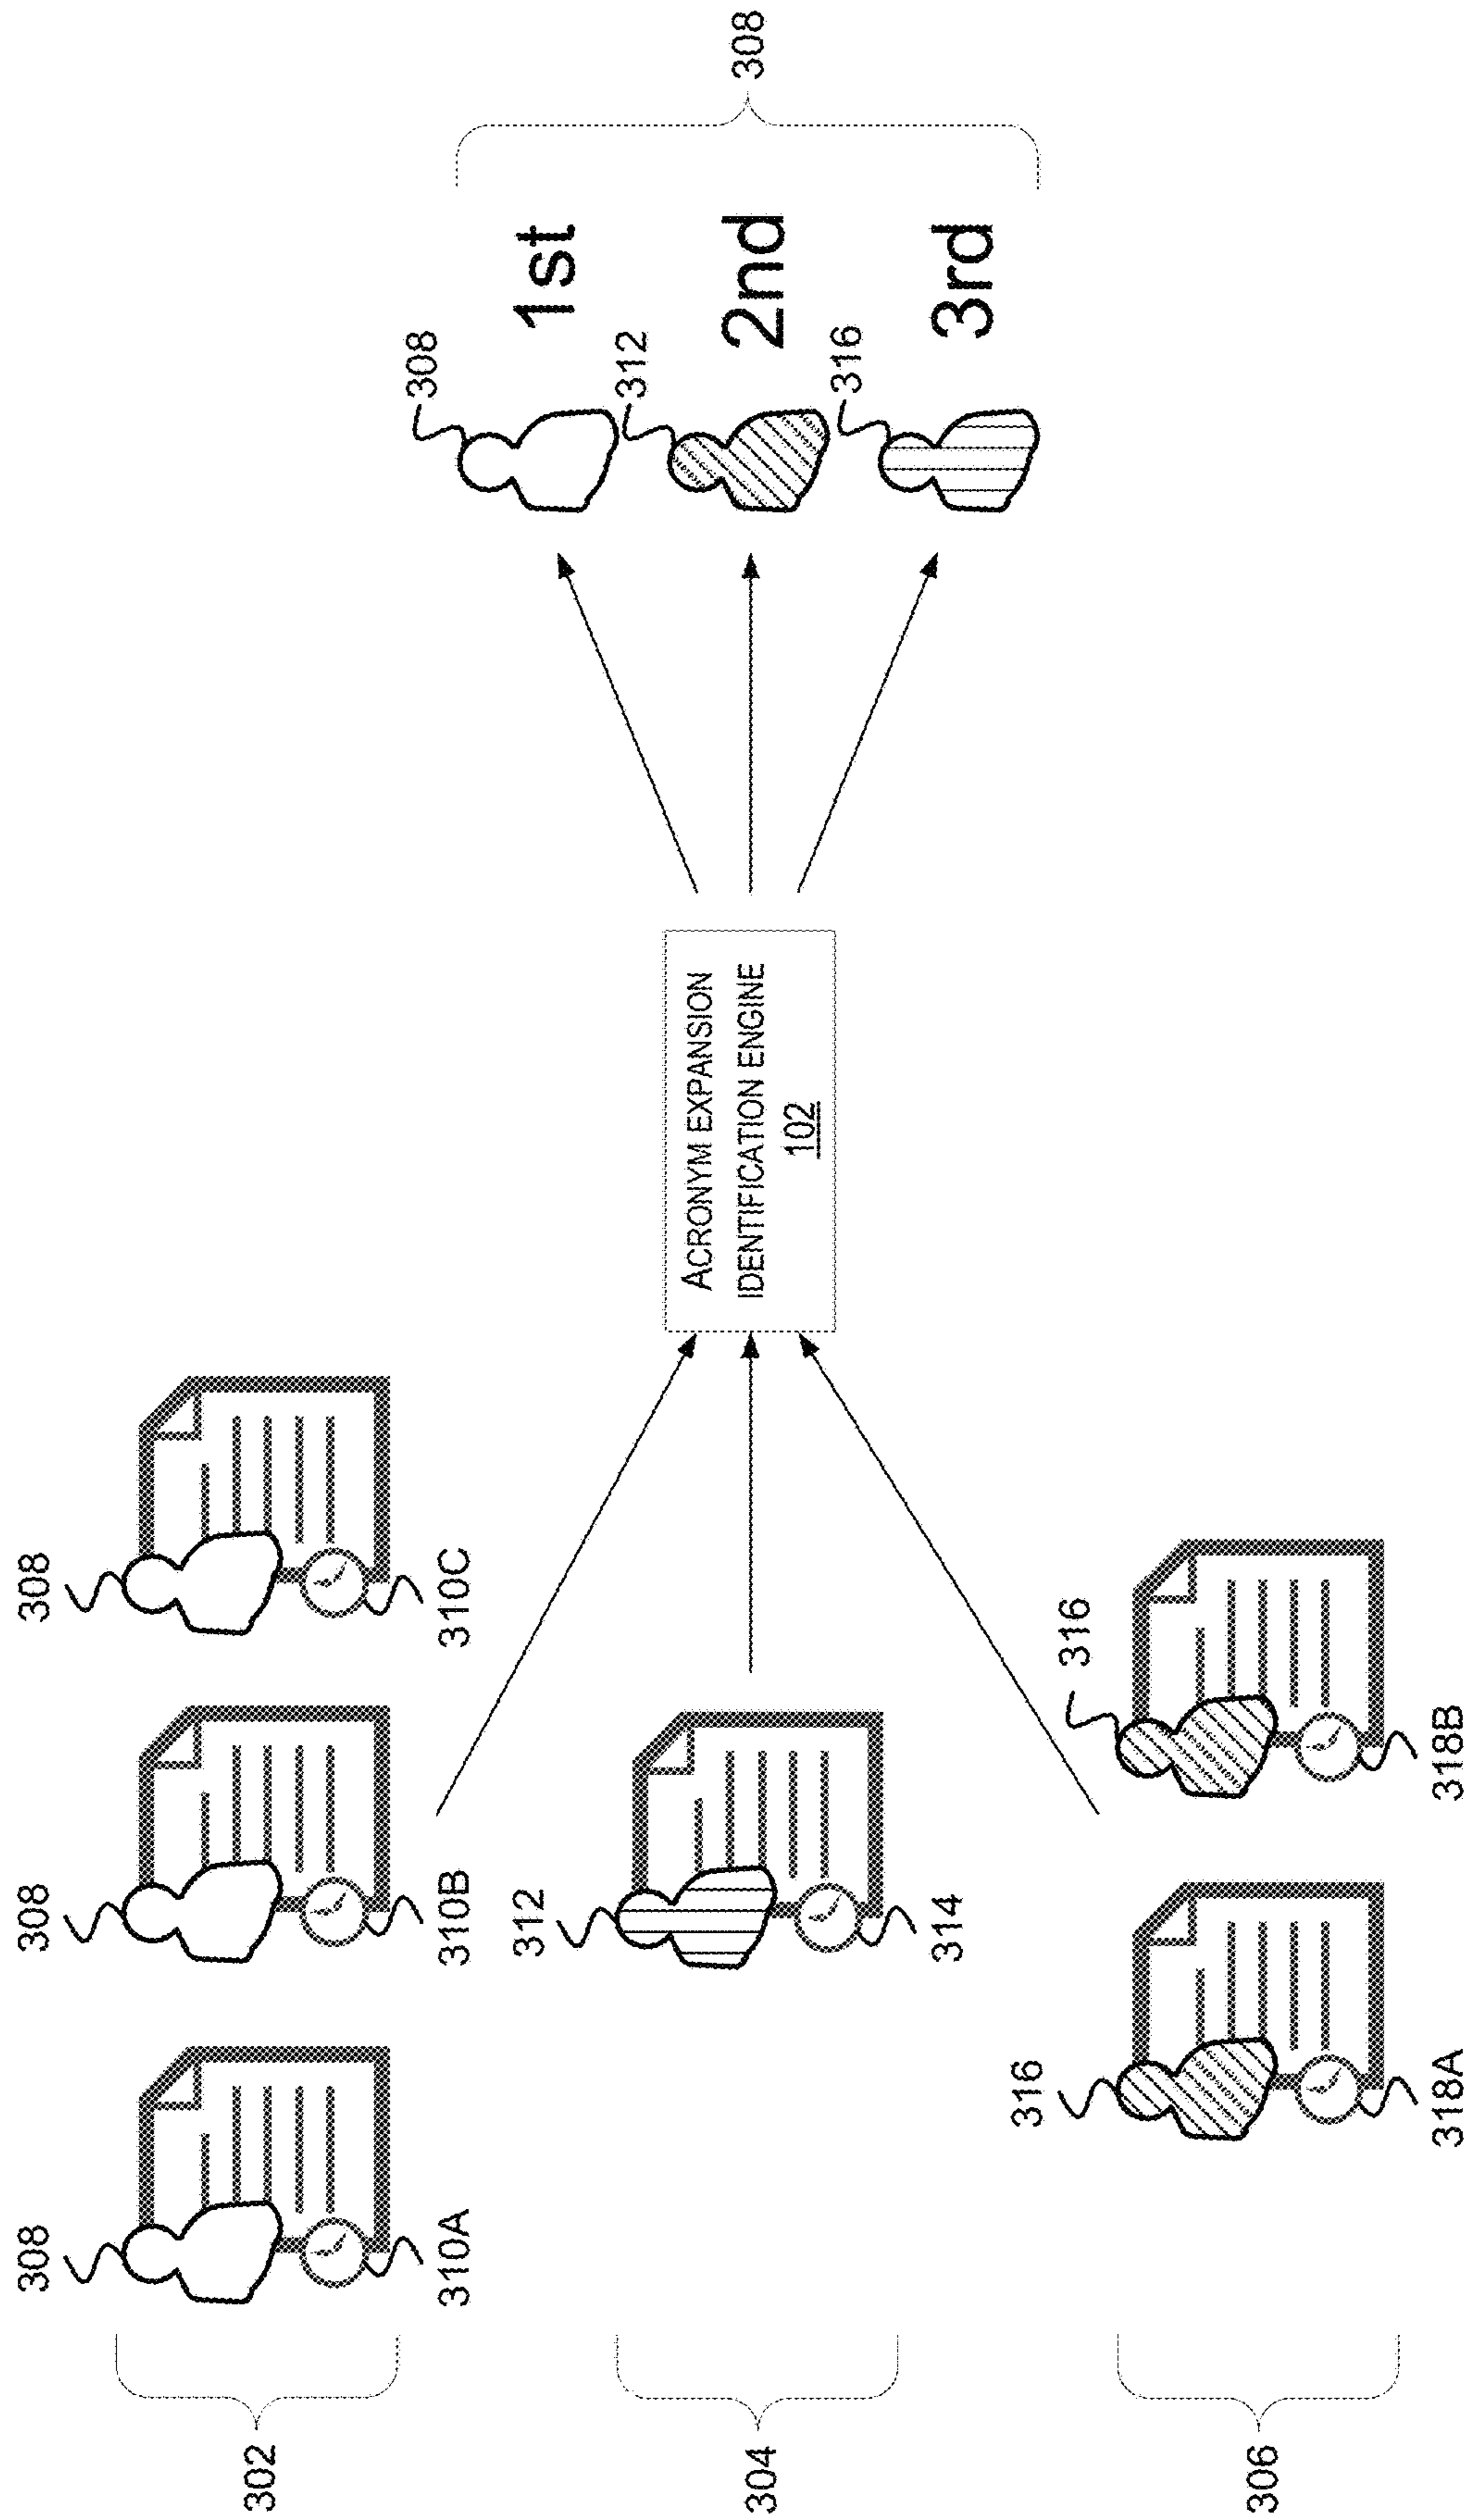 308
308
308
302
310A
310B
310C
312
304
314
316
316
306
318A
318B
ACRONYM EXPANSION
IDENTIFICATION ENGINE
102
308
1st
312
2nd
316
3rd
308